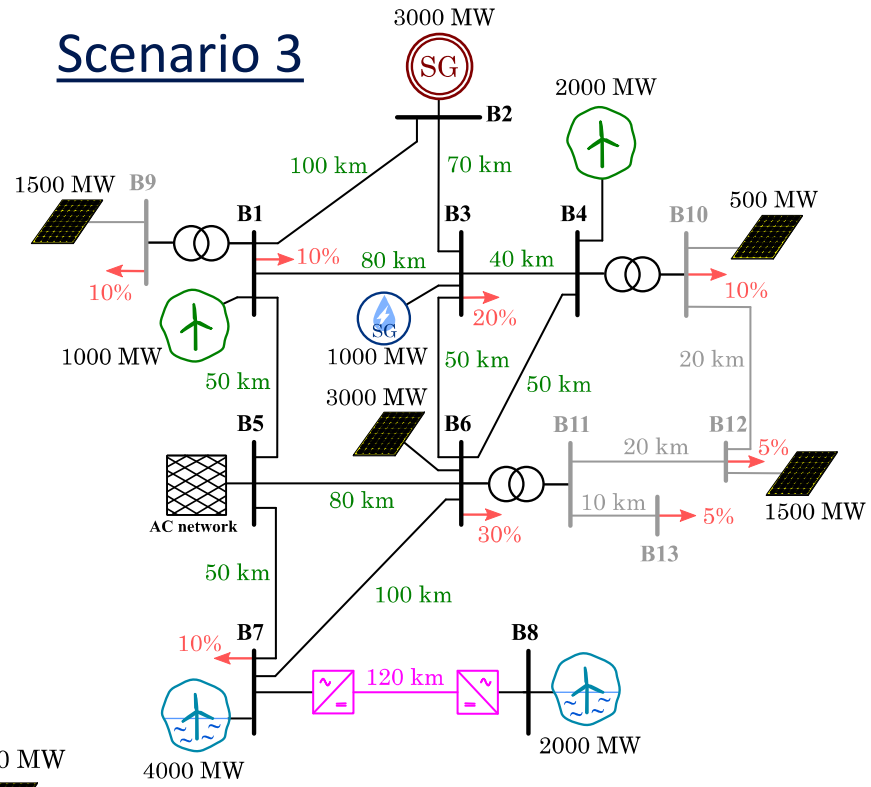 3000 MW
Scenario 3
SG
2000 MW
B2
100 km
70 km
1500 MW
B9
B1
B3
B4
B10
500 MW
10%
80 km
40 km
10%
20%
10%
SG
1000 MW
1000 MW
50 km
20 km
50 km
50 km
3000 MW
B5
B6
B11
B12
5%
20 km
80 km
10 km
AC network
30%
5%
1500 MW
B13
50 km
100 km
10%
B7
B8
120 km
~
=
~
=
2000 MW
0 MW
4000 MW